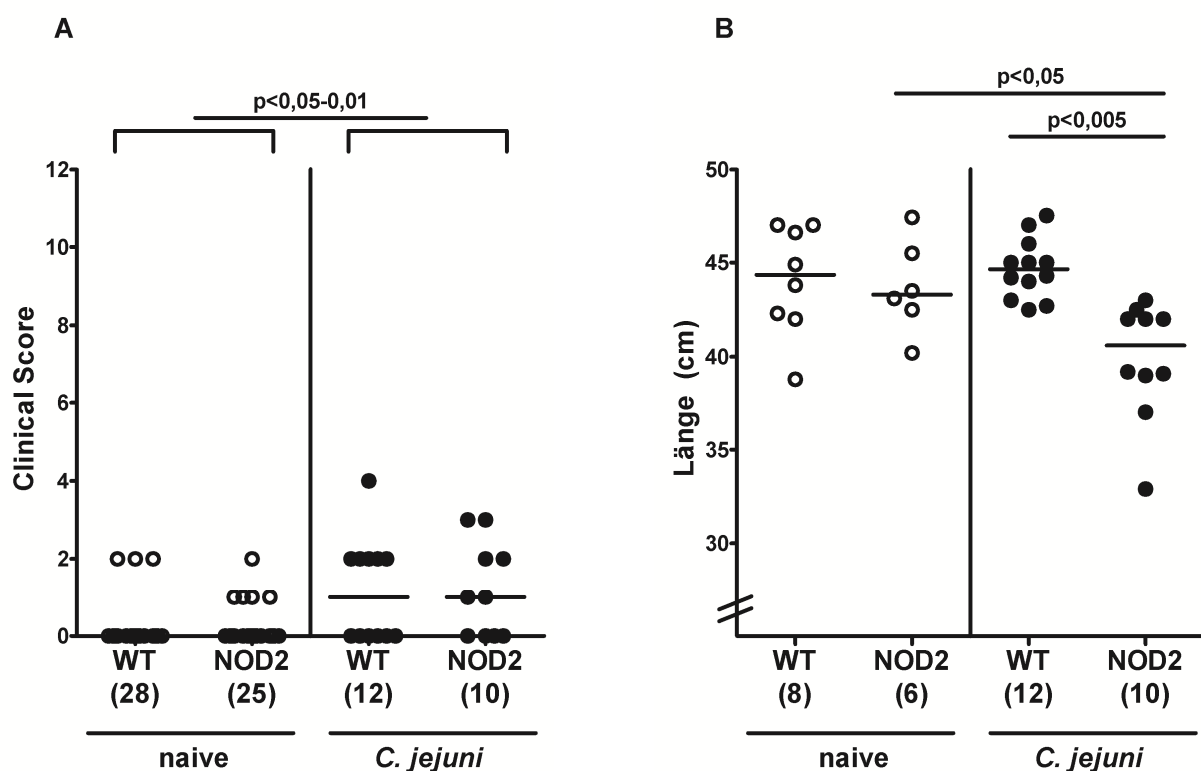 A
p<0,05-0,01
Clinical Score
12
10
8
6
4
2
0
WT NOD2 WT NOD2
(28) (25) (12) (10)
naive C. jejuni
B
p<0,05
p<0,005
Länge (cm)
50
45
40
35
30
WT NOD2 WT NOD2
(8) (6) (12) (10)
naive C. jejuni